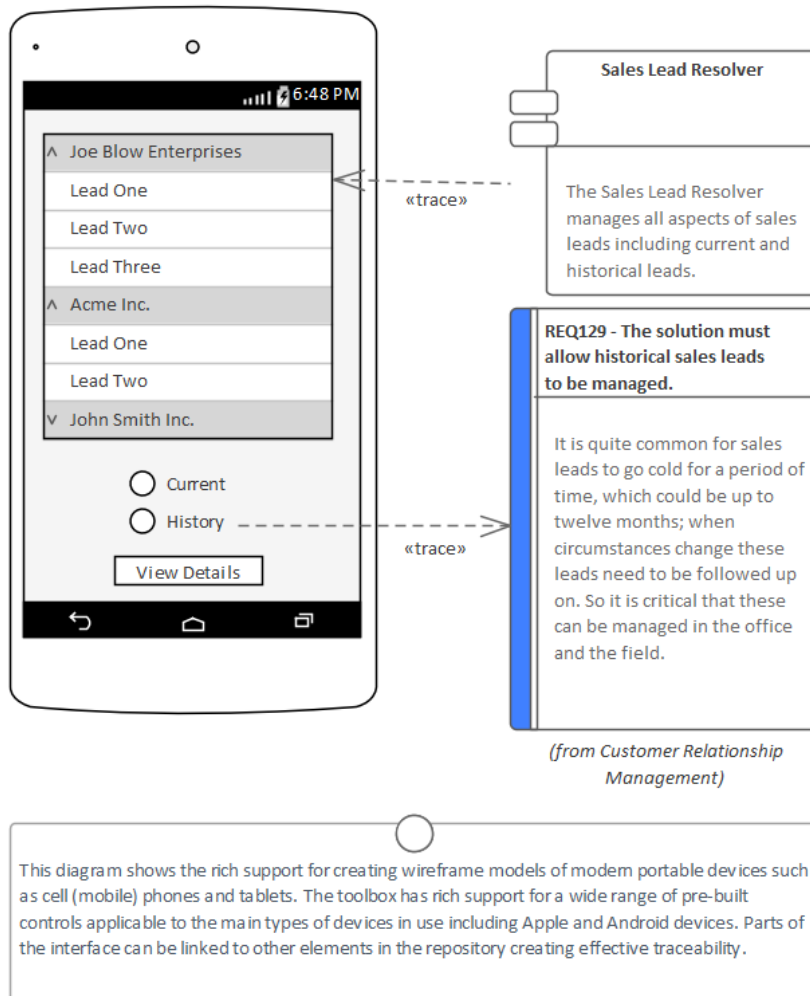 6:48 PM
Joe Blow Enterprises
Lead One
Lead Two
Lead Three
Acme Inc.
Lead One
Lead Two
John Smith Inc.
Current
History
View Details
«trace»
«trace»
Sales Lead Resolver
The Sales Lead Resolver
manages all aspects of sales
leads including current and
historical leads.
REQ129 - The solution must
allow historical sales leads
to be managed.
It is quite common for sales
leads to go cold for a period of
time, which could be up to
twelve months; when
circumstances change these
leads need to be followed up
on. So it is critical that these
can be managed in the office
and the field.
(from Customer Relationship
Management)
This diagram shows the rich support for creating wireframe models of modern portable devices such
as cell (mobile) phones and tablets. The toolbox has rich support for a wide range of pre-built
controls applicable to the main types of devices in use including Apple and Android devices. Parts of
the interface can be linked to other elements in the repository creating effective traceability.